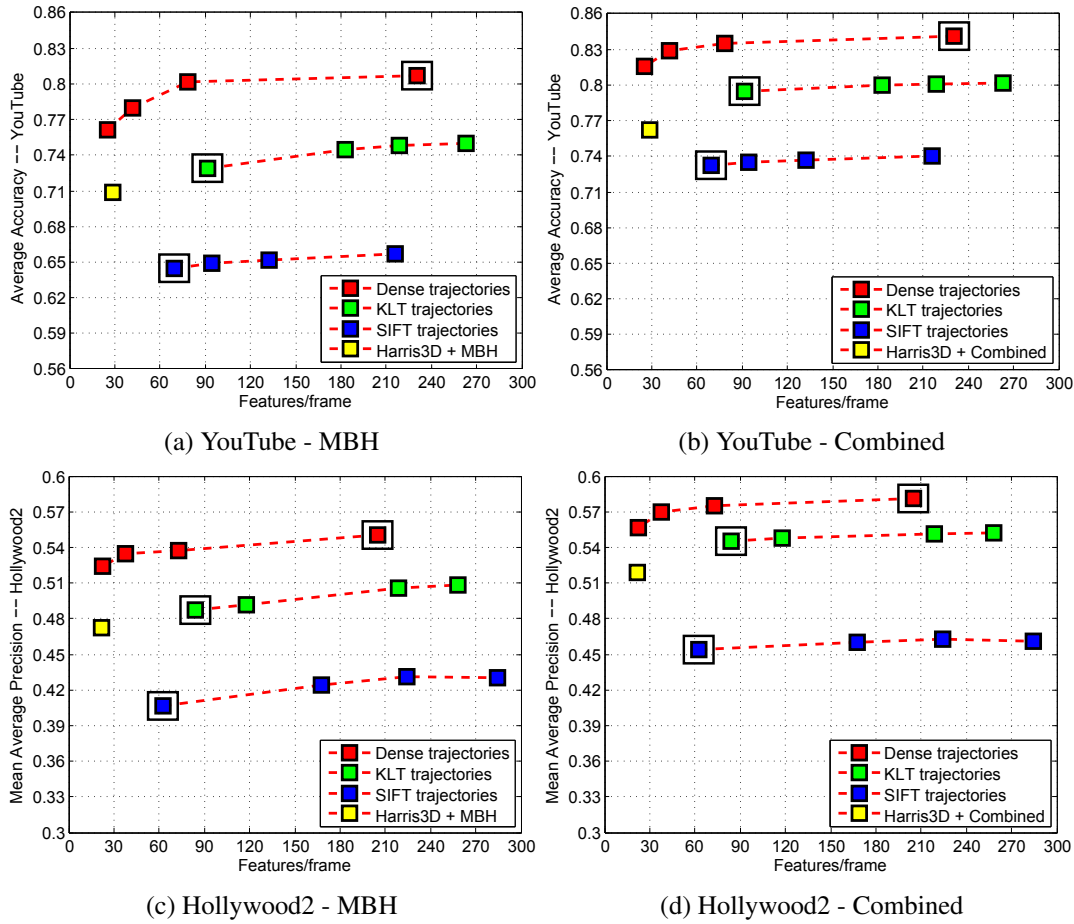 0.86
0.83
0.8
0.77
0.74
0.71
0.68
0.65
0.62
0.59
0.56
Average Accuracy −− YouTube
Dense trajectories
KLT trajectories
SIFT trajectories
Harris3D + MBH
0 30 60 90 120 150 180 210 240 270 300
Features/frame
(a) YouTube - MBH
0.86
0.83
0.8
0.77
0.74
0.71
0.68
0.65
0.62
0.59
0.56
Average Accuracy −− YouTube
Dense trajectories
KLT trajectories
SIFT trajectories
Harris3D + Combined
0 30 60 90 120 150 180 210 240 270 300
Features/frame
(b) YouTube - Combined
0.6
0.57
0.54
0.51
0.48
0.45
0.42
0.39
0.36
0.33
0.3
Mean Average Precision −− Hollywood2
Dense trajectories
KLT trajectories
SIFT trajectories
Harris3D + MBH
0 30 60 90 120 150 180 210 240 270 300
Features/frame
(c) Hollywood2 - MBH
0.6
0.57
0.54
0.51
0.48
0.45
0.42
0.39
0.36
0.33
0.3
Mean Average Precision −− Hollywood2
Dense trajectories
KLT trajectories
SIFT trajectories
Harris3D + Combined
0 30 60 90 120 150 180 210 240 270 300
Features/frame
(d) Hollywood2 - Combined